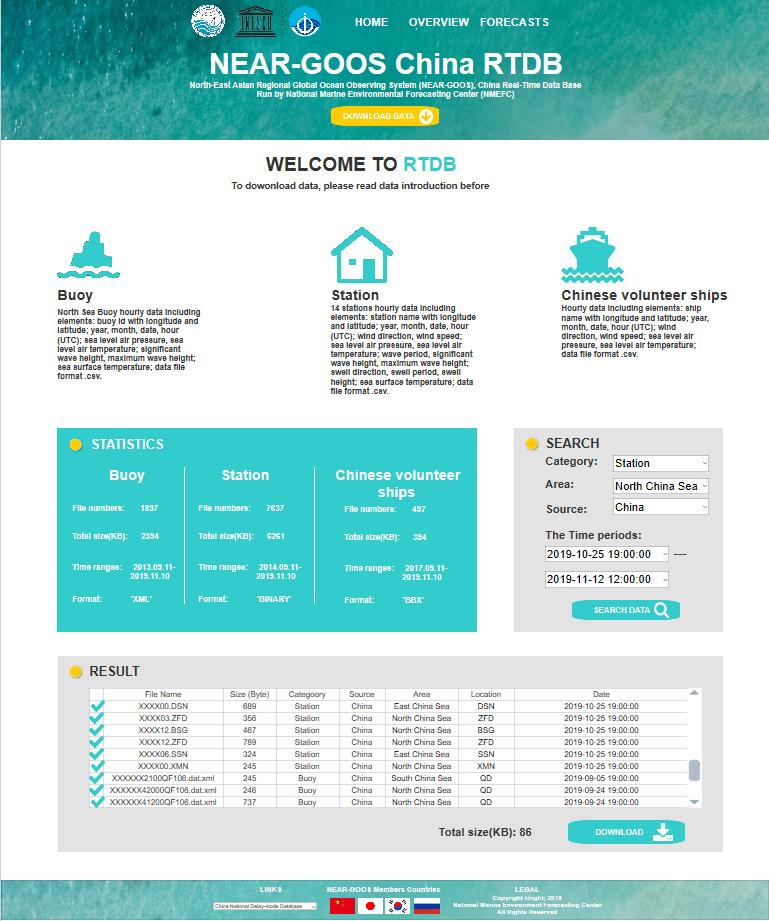 UNESCO
HOME OVERVIEW FORECASTS
NEAR-GOOS China RTDB
North-East Asian Regional Global Ocean Observing System (NEAR-GOOS), China Real-Time Data Base
Run by National Marine Environmental Forecasting Center (NMEFC)
DOWNLOAD DATA
WELCOME TO RTDB
To dowonload data, please read data introduction before
Buoy
North Sea Buoy hourly data including
elements: buoy id with longitude and
latitude; year, month, date, hour
(UTC); sea level air pressure, sea
level air temperature; significant
wave height, maximum wave height;
sea surface temperature; data file
format .csv.
Station
14 stations hourly data including
elements: station name with longitude
and latitude; year, month, date, hour
(UTC); wind direction, wind speed;
sea level air pressure, sea level air
temperature; wave period, significant
wave height, maximum wave height;
swell direction, swell period, swell
height; sea surface temperature; data
file format .csv.
Chinese volunteer ships
Hourly data including elements: ship
name with longitude and latitude; year,
month, date, hour (UTC); wind
direction, wind speed; sea level air
pressure, sea level air temperature;
data file format .csv.
STATISTICS
Buoy
File numbers: 1897
Total size(KB): 2394
Time ranges: 2013.09.11-
2019.11.10
Format: "XML"
Station
File numbers: 7637
Total size(KB): 6261
Time ranges: 2014.09.11-
2019.11.10
Format: "BINARY"
Chinese volunteer
ships
File numbers: 497
Total size(KB): 394
Time ranges: 2017.09.11-
2019.11.10
Format: "BBX"
SEARCH
Category: Station
Area: North China Sea
Source: China
The Time periods:
2019-10-25 19:00:00 ---
2019-11-12 12:00:00
SEARCH DATA
RESULT
File Name Size (Byte) Categoory Source Area Location Date
XXXX00.DSN 689 Station China East China Sea DSN 2019-10-25 19:00:00
XXXX03.ZFD 356 Station China North China Sea ZFD 2019-10-25 19:00:00
XXXX12.BSG 467 Station China North China Sea BSG 2019-10-25 19:00:00
XXXX12.ZFD 789 Station China North China Sea ZFD 2019-10-25 19:00:00
XXXX06.SSN 324 Station China East China Sea SSN 2019-10-25 19:00:00
XXXX00.XMN 245 Station China North China Sea XMN 2019-10-25 19:00:00
XXXXXX2100QF106.dat.xml 245 Buoy China South China Sea QD 2019-09-05 19:00:00
XXXXXX42000QF106.dat.xml 246 Buoy China North China Sea QD 2019-09-24 19:00:00
XXXXXX41200QF106.dat.xml 737 Buoy China North China Sea QD 2019-09-24 19:00:00
Total size(KB): 86
DOWNLOAD
LINKS
China National Delay-mode Database
NEAR-GOOS Members Countries
LEGAL
Copyright 2019
National Marine Environment Forecasting Center
All Rights Reserved